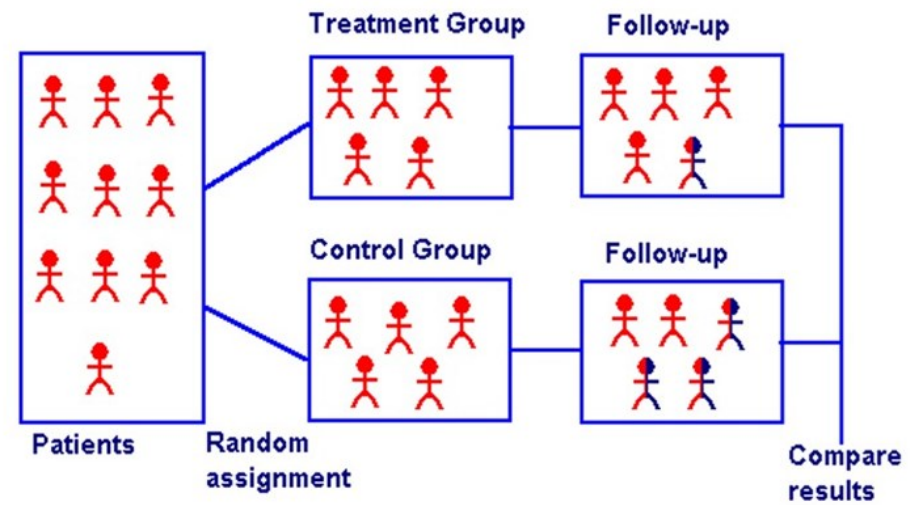 Treatment Group
Follow-up
Control Group
Follow-up
Patients
Random
assignment
Compare
results